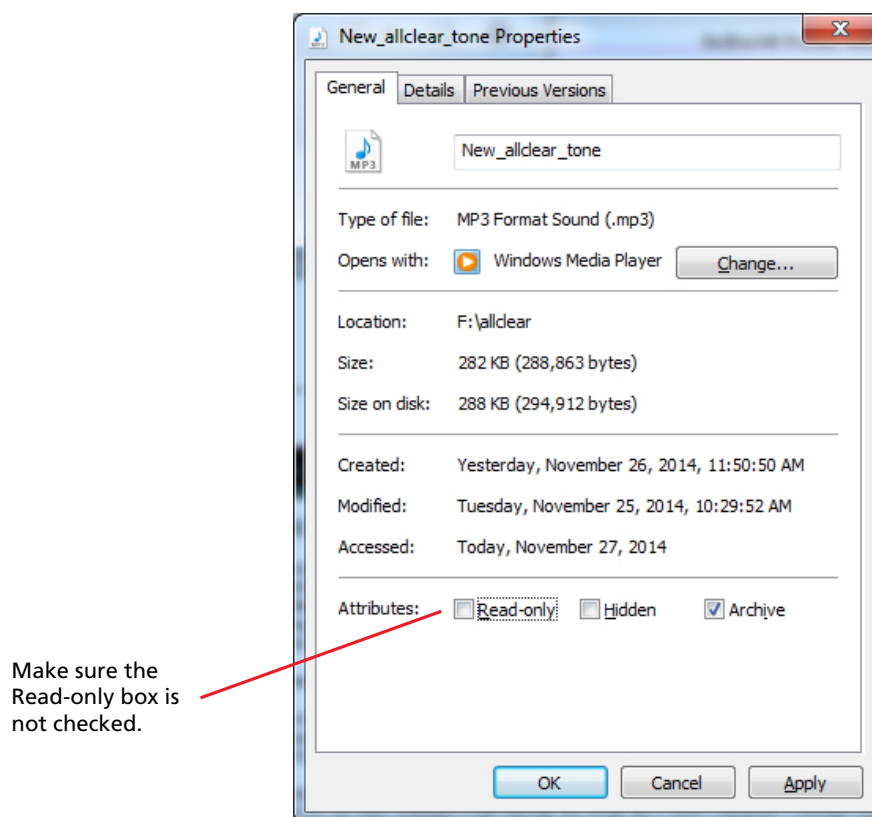 New_allclear_tone Properties
General Details Previous Versions
MP3
New_allclear_tone
Type of file: MP3 Format Sound (.mp3)
Opens with: Windows Media Player Change...
Location: F:\allclear
Size: 282 KB (288,863 bytes)
Size on disk: 288 KB (294,912 bytes)
Created: Yesterday, November 26, 2014, 11:50:50 AM
Modified: Tuesday, November 25, 2014, 10:29:52 AM
Accessed: Today, November 27, 2014
Attributes: Read-only Hidden Archive
Make sure the
Read-only box is
not checked.
OK Cancel Apply